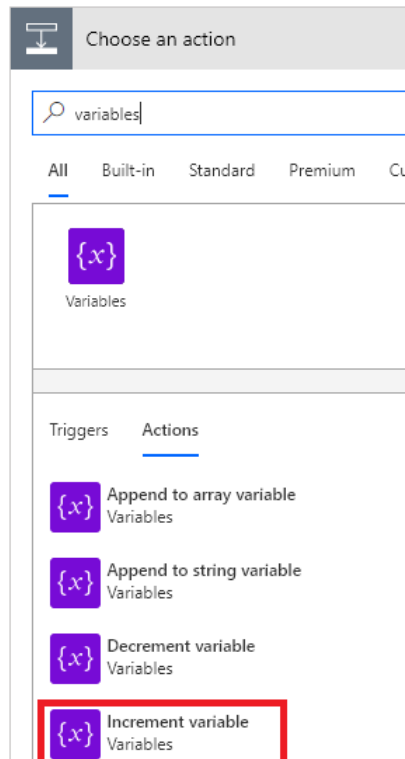 Choose an action
variables
All Built-in Standard Premium Cu
{x}
Variables
Triggers Actions
{x} Append to array variable
Variables
{x} Append to string variable
Variables
{x} Decrement variable
Variables
{x} Increment variable
Variables